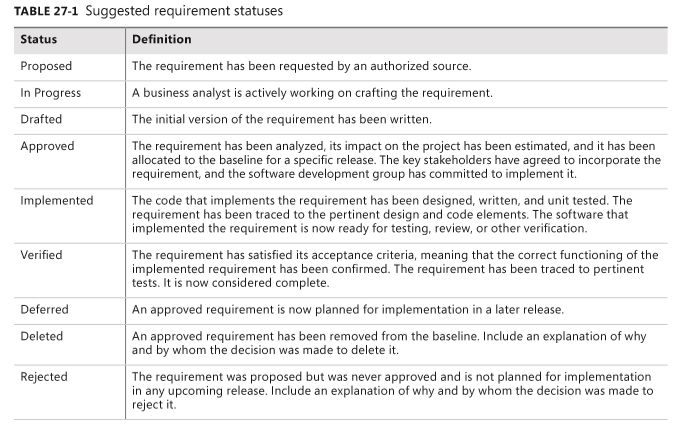 TABLE 27-1 Suggested requirement statuses
Status Definition
Proposed The requirement has been requested by an authorized source.
In Progress A business analyst is actively working on crafting the requirement.
Drafted The initial version of the requirement has been written.
Approved The requirement has been analyzed, its impact on the project has been estimated, and it has been
allocated to the baseline for a specific release. The key stakeholders have agreed to incorporate the
requirement, and the software development group has committed to implement it.
Implemented The code that implements the requirement has been designed, written, and unit tested. The
requirement has been traced to the pertinent design and code elements. The software that
implemented the requirement is now ready for testing, review, or other verification.
Verified The requirement has satisfied its acceptance criteria, meaning that the correct functioning of the
implemented requirement has been confirmed. The requirement has been traced to pertinent
tests. It is now considered complete.
Deferred An approved requirement is now planned for implementation in a later release.
Deleted An approved requirement has been removed from the baseline. Include an explanation of why
and by whom the decision was made to delete it.
Rejected The requirement was proposed but was never approved and is not planned for implementation
in any upcoming release. Include an explanation of why and by whom the decision was made to
reject it.